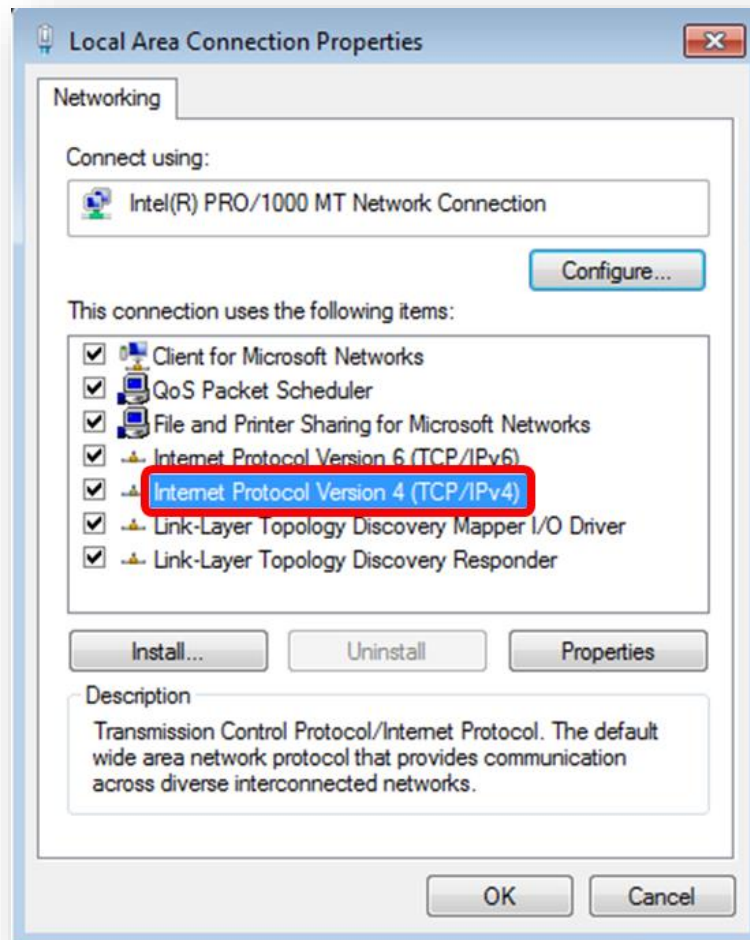 Local Area Connection Properties
Networking
Connect using:
Intel(R) PRO/1000 MT Network Connection
Configure...
This connection uses the following items:
Client for Microsoft Networks
QoS Packet Scheduler
File and Printer Sharing for Microsoft Networks
Internet Protocol Version 6 (TCP/IPv6)
Internet Protocol Version 4 (TCP/IPv4)
Link-Layer Topology Discovery Mapper I/O Driver
Link-Layer Topology Discovery Responder
Install... Uninstall Properties
Description
Transmission Control Protocol/Internet Protocol. The default
wide area network protocol that provides communication
across diverse interconnected networks.
OK Cancel